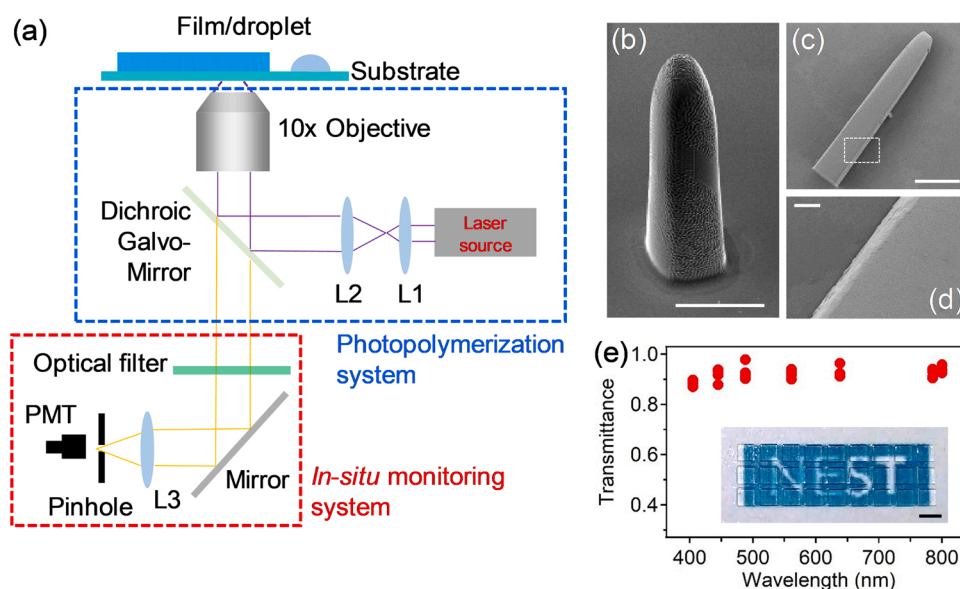 (a)
Film/droplet
Substrate
10x Objective
Dichroic
Galvo-
Mirror
Laser
source
L2
L1
Photopolymerization
system
Optical filter
PMT
Pinhole
L3
Mirror
In-situ monitoring
system
(b)
(c)
(d)
(e)
1.0
0.8
0.6
0.4
Transmittance
NEST
400 500 600 700 800
Wavelength (nm)